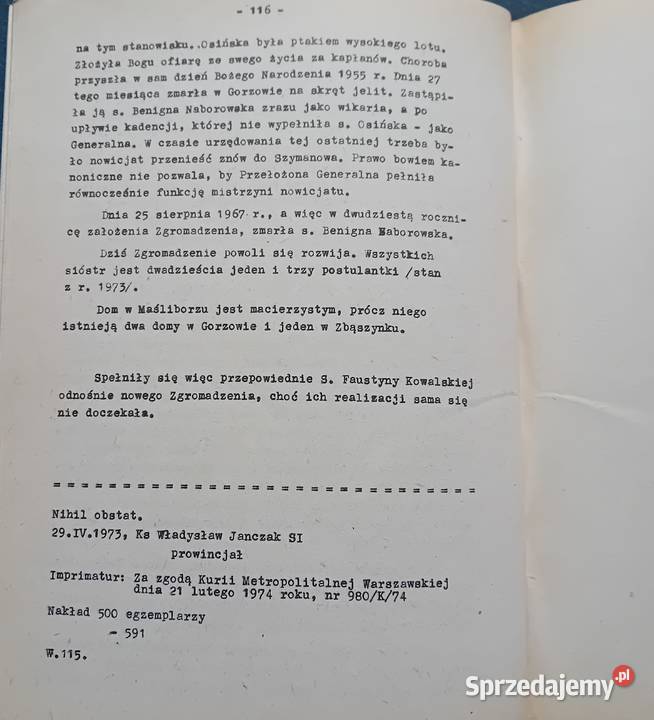 - 116 -
na tym stanowisku..Osińska była ptakiem wysokiego lotu.
Złożyła Bogu ofiarę ze swego życia za kapłanów. Choroba
przyszła w sam dzień Bożego Narodzenia 1955 r. Dnia 27
tego miesiąca zmarła w Gorzowie na skręt jelit. Zastąpi-
ła ją s. Benigna Naborowska zrazu jako wikaria, a po
upływie kadencji, której nie wypełniła s. Osińska - jako
Generalna. W czasie urzędowania tej ostatniej trzeba by-
ło nowicjat przenieść znów do Szymanowa. Prawo bowiem ka-
noniczne nie pozwala, by Przełożona Generalna pełniła
równocześnie funkcję mistrzyni nowicjatu.
Dnia 25 sierpnia 1967 r., a więc w dwudziestą roczni-
cę założenia Zgromadzenia, zmarła s. Benigna Naborowska.
Dziś Zgromadzenie powoli się rozwija. Wszystkich
sióstr jest dwadzieścia jeden i trzy postulantki /stan
z r. 1973/.
Dom w Maśliborzu jest macierzystym, prócz niego
istnieją dwa domy w Gorzowie i jeden w Zbąszynku.
Spełniły się więc przepowiednie S. Faustyny Kowalskiej
odnośnie nowego Zgromadzenia, choć ich realizacji sama się
nie doczekała.
= = = = = = = = = = = = = = = = = = = = = = = = = = = = = =
Nihil obstat.
29.IV.1973, Ks Władysław Janczak SI
prowincjał
Imprimatur: Za zgodą Kurii Metropolitalnej Warszawskiej
dnia 21 lutego 1974 roku, nr 980/K/74
Nakład 500 egzemplarzy
- 591
W.115.
Sprzedajemy.pl